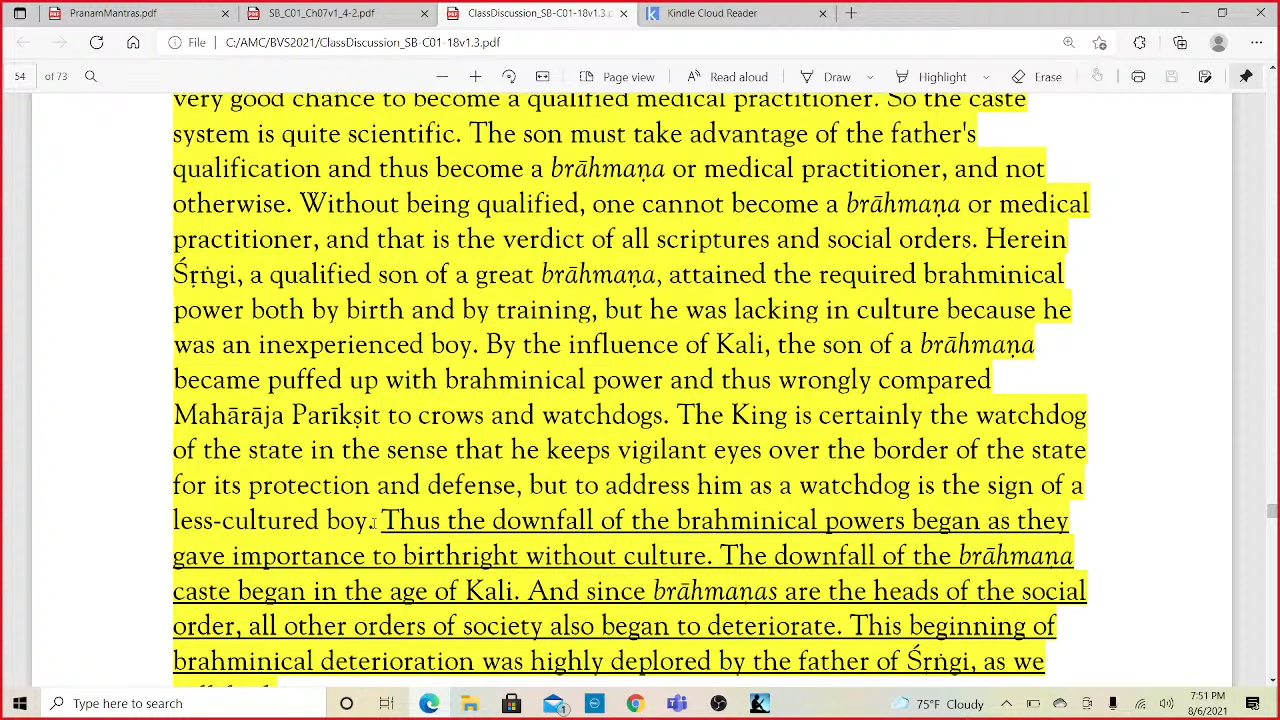 PranamMantras.pdf
SB_C01_Ch07v1_4-2.pdf
ClassDiscussion_SB-C01-18v1.3.p
Kindle Cloud Reader
File C:/AMC/BVS2021/ClassDiscussion_SB-C01-18v1.3.pdf
54 of 73
Page view
Read aloud
Draw
Highlight
Erase
very good chance to become a qualified medical practitioner. So the caste
system is quite scientific. The son must take advantage of the father's
qualification and thus become a brāhmaṇa or medical practitioner, and not
otherwise. Without being qualified, one cannot become a brāhmaṇa or medical
practitioner, and that is the verdict of all scriptures and social orders. Herein
Śṛṅgi, a qualified son of a great brāhmaṇa, attained the required brahminical
power both by birth and by training, but he was lacking in culture because he
was an inexperienced boy. By the influence of Kali, the son of a brāhmaṇa
became puffed up with brahminical power and thus wrongly compared
Mahārāja Parīkṣit to crows and watchdogs. The King is certainly the watchdog
of the state in the sense that he keeps vigilant eyes over the border of the state
for its protection and defense, but to address him as a watchdog is the sign of a
less-cultured boy. Thus the downfall of the brahminical powers began as they
gave importance to birthright without culture. The downfall of the brāhmaṇa
caste began in the age of Kali. And since brāhmaṇas are the heads of the social
order, all other orders of society also began to deteriorate. This beginning of
brahminical deterioration was highly deplored by the father of Śṛṅgi, as we
Type here to search
75°F Cloudy
7:51 PM
8/6/2021